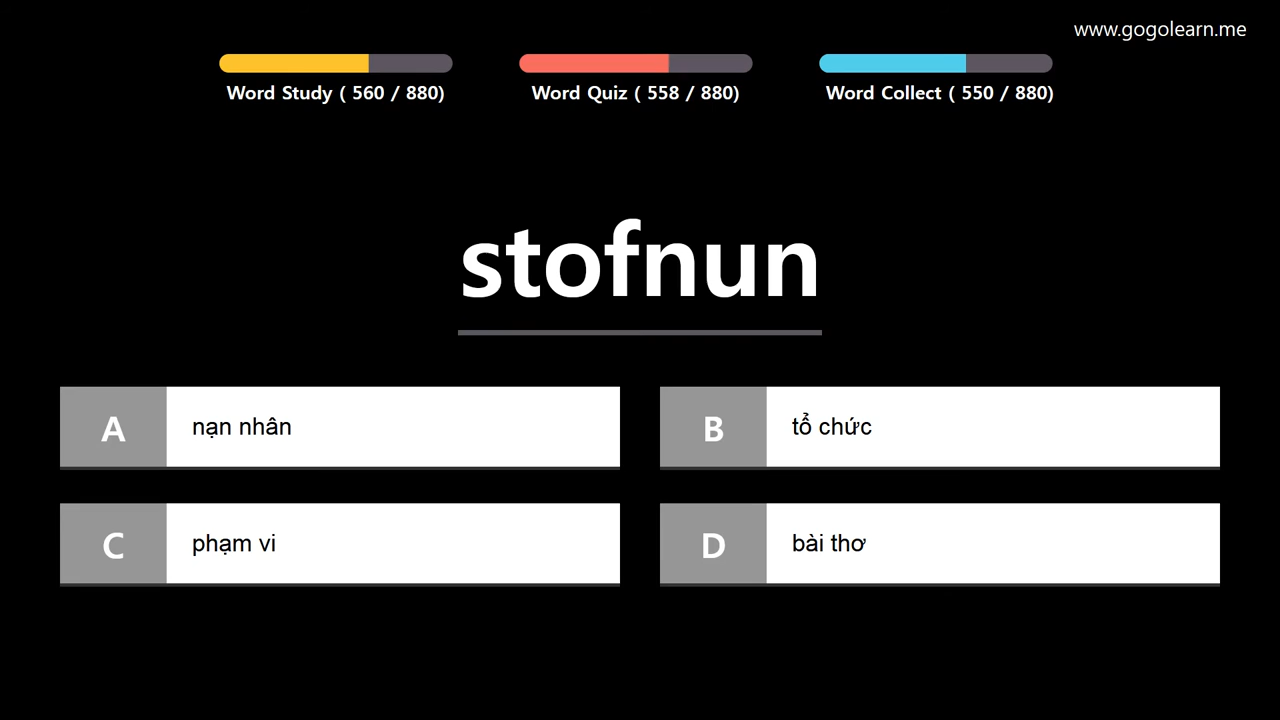 www.gogolearn.me
Word Study ( 560 / 880)
Word Quiz ( 558 / 880)
Word Collect ( 550 / 880)
stofnun
A nạn nhân
B tổ chức
C phạm vi
D bài thơ